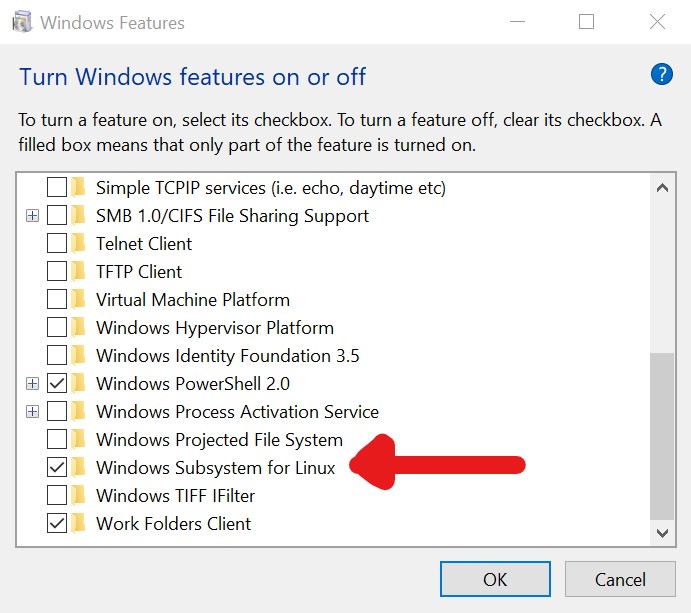 Windows Features
Turn Windows features on or off
?
To turn a feature on, select its checkbox. To turn a feature off, clear its checkbox. A
filled box means that only part of the feature is turned on.
Simple TCPIP services (i.e. echo, daytime etc)
SMB 1.0/CIFS File Sharing Support
Telnet Client
TFTP Client
Virtual Machine Platform
Windows Hypervisor Platform
Windows Identity Foundation 3.5
Windows PowerShell 2.0
Windows Process Activation Service
Windows Projected File System
Windows Subsystem for Linux
Windows TIFF IFilter
Work Folders Client
OK
Cancel